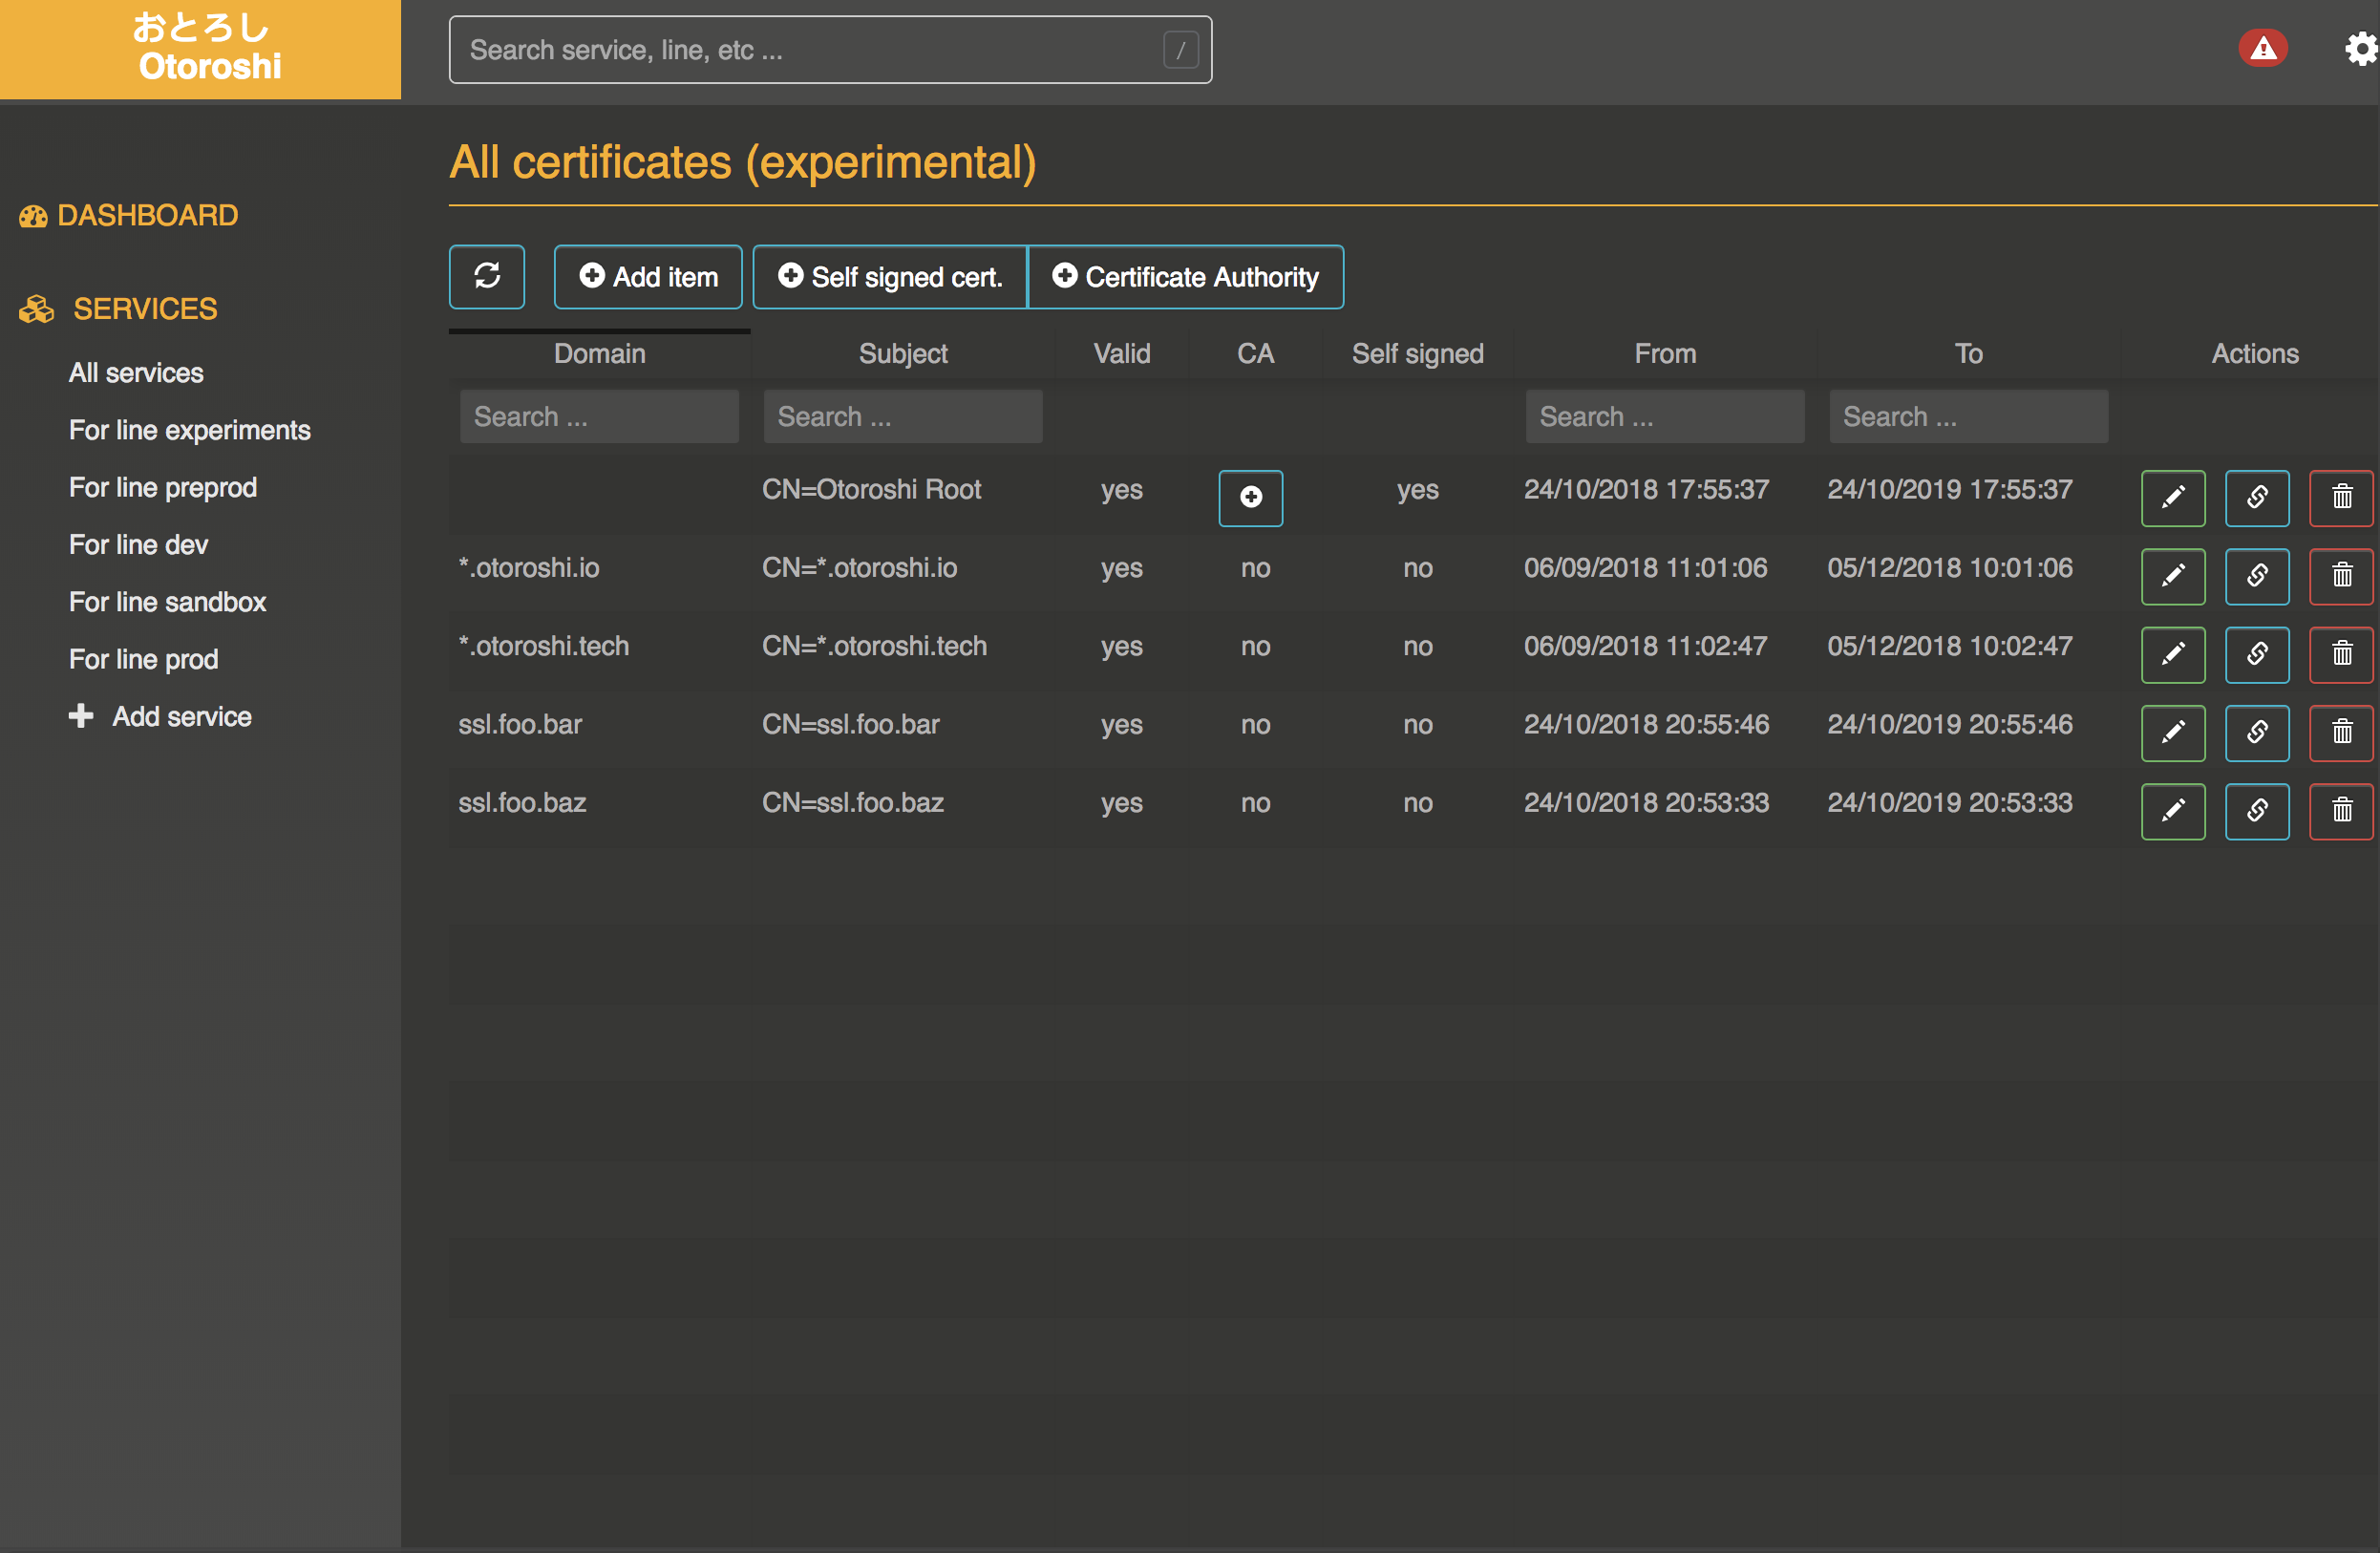 おとろし
Otoroshi
Search service, line, etc ...
/
All certificates (experimental)
DASHBOARD
SERVICES
All services
For line experiments
For line preprod
For line dev
For line sandbox
For line prod
Add service
Add item
Self signed cert.
Certificate Authority
Domain Subject Valid CA Self signed From To Actions
Search ... Search ... Search ... Search ...
CN=Otoroshi Root yes yes 24/10/2018 17:55:37 24/10/2019 17:55:37
*.otoroshi.io CN=*.otoroshi.io yes no no 06/09/2018 11:01:06 05/12/2018 10:01:06
*.otoroshi.tech CN=*.otoroshi.tech yes no no 06/09/2018 11:02:47 05/12/2018 10:02:47
ssl.foo.bar CN=ssl.foo.bar yes no no 24/10/2018 20:55:46 24/10/2019 20:55:46
ssl.foo.baz CN=ssl.foo.baz yes no no 24/10/2018 20:53:33 24/10/2019 20:53:33